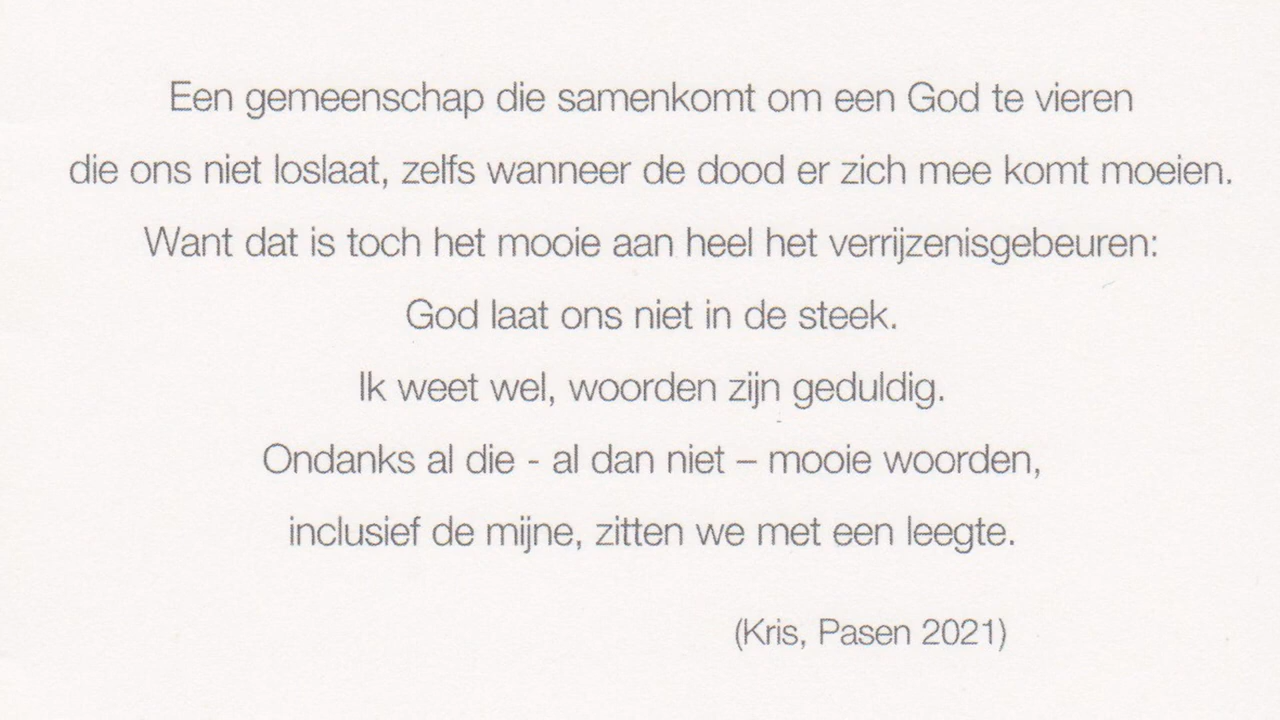 Een gemeenschap die samenkomt om een God te vieren
die ons niet loslaat, zelfs wanneer de dood er zich mee komt moeien.
Want dat is toch het mooie aan heel het verrijzenisgebeuren:
God laat ons niet in de steek.
Ik weet wel, woorden zijn geduldig.
Ondanks al die - al dan niet – mooie woorden,
inclusief de mijne, zitten we met een leegte.
(Kris, Pasen 2021)